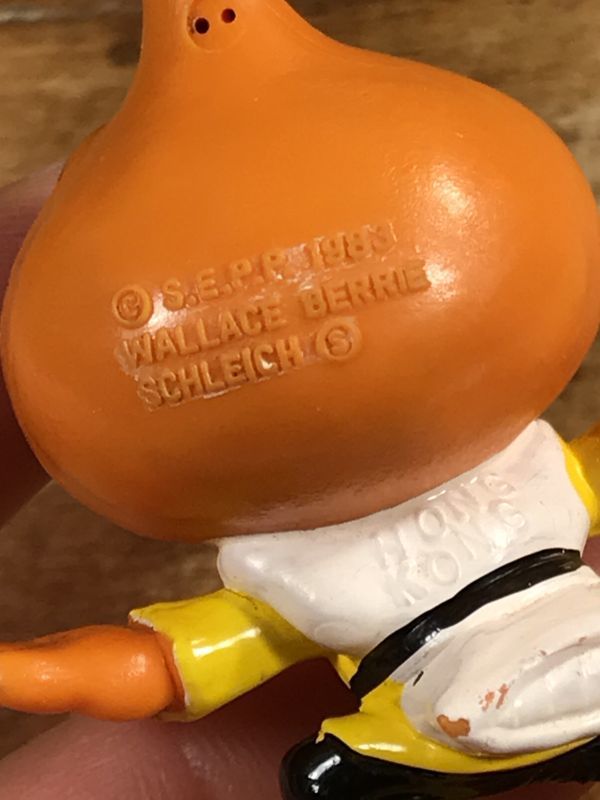 © S.E.P.P. 1983
WALLACE BERRIE
SCHLEICH Ⓢ
HONG
KONG